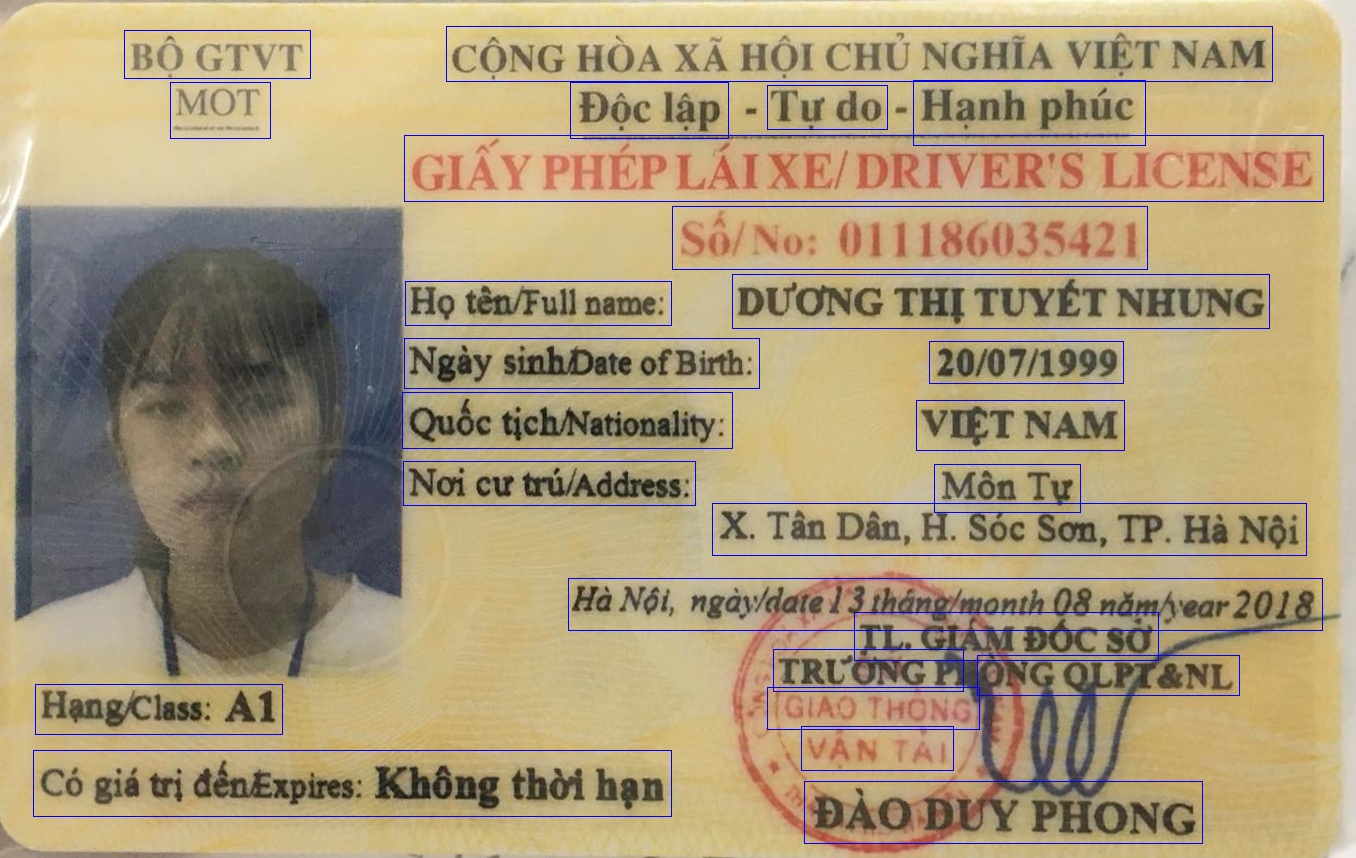 BỘ GTVT
MOT
CỘNG HÒA XÃ HỘI CHỦ NGHĨA VIỆT NAM
Độc lập - Tự do - Hạnh phúc
GIẤY PHÉP LÁI XE/ DRIVER'S LICENSE
Số/ No: 011186035421
Họ tên/Full name: DƯƠNG THỊ TUYẾT NHUNG
Ngày sinh/Date of Birth: 20/07/1999
Quốc tịch/Nationality: VIỆT NAM
Nơi cư trú/Address: Môn Tự
X. Tân Dân, H. Sóc Sơn, TP. Hà Nội
Hà Nội, ngày/date 13 tháng/month 08 năm/year 2018
TL. GIÁM ĐỐC SỞ
TRƯỞNG PHÒNG QLPT&NL
GIAO THÔNG
VẬN TẢI
ĐÀO DUY PHONG
Hạng/Class: A1
Có giá trị đến/Expires: Không thời hạn